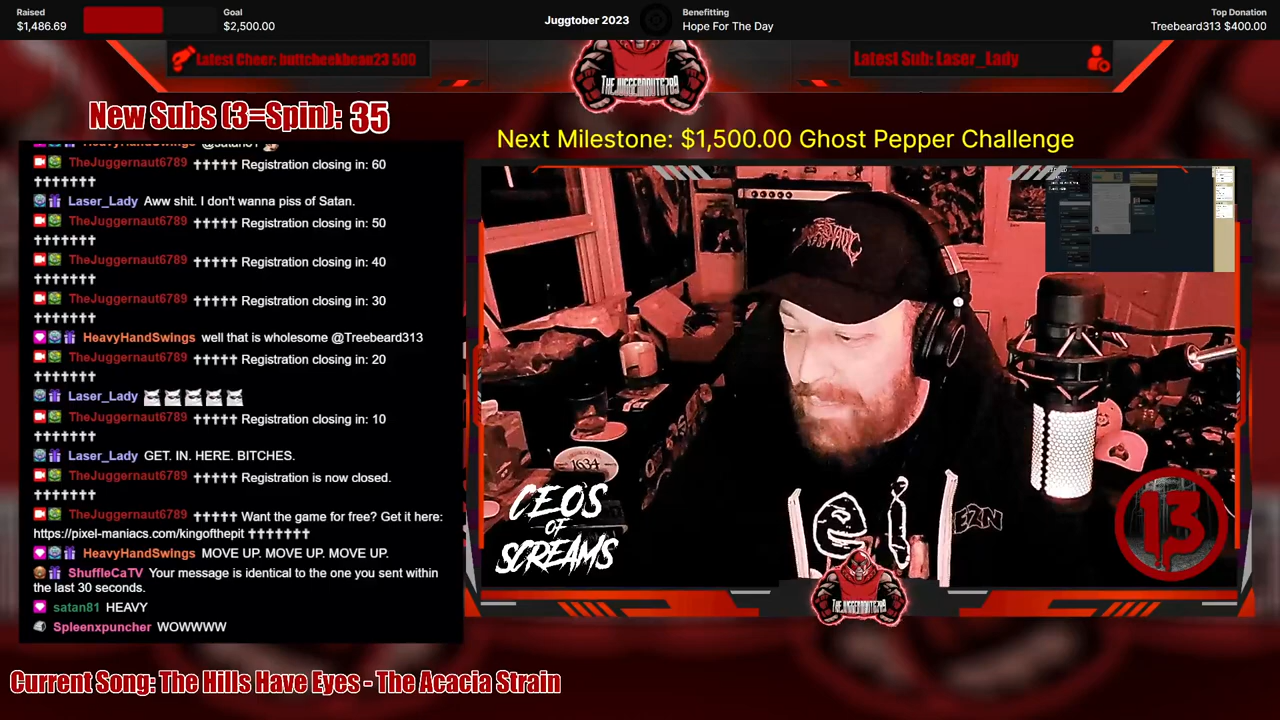 Raised
$1,486.69
Goal
$2,500.00
Juggtober 2023
Benefitting
Hope For The Day
Top Donation
Treebeard313 $400.00
Latest Cheer: buttcheekbean23 500
THEJUGGERNAUT6789
Latest Sub: Laser_Lady
New Subs (3=Spin): 35
Next Milestone: $1,500.00 Ghost Pepper Challenge
HeavyHandSwings @satan81
TheJuggernaut6789 ✝✝✝✝✝ Registration closing in: 60
✝✝✝✝✝✝✝
Laser_Lady Aww shit. I don't wanna piss of Satan.
TheJuggernaut6789 ✝✝✝✝✝ Registration closing in: 50
✝✝✝✝✝✝✝
TheJuggernaut6789 ✝✝✝✝✝ Registration closing in: 40
✝✝✝✝✝✝✝
TheJuggernaut6789 ✝✝✝✝✝ Registration closing in: 30
✝✝✝✝✝✝✝
HeavyHandSwings well that is wholesome @Treebeard313
TheJuggernaut6789 ✝✝✝✝✝ Registration closing in: 20
✝✝✝✝✝✝✝
Laser_Lady
TheJuggernaut6789 ✝✝✝✝✝ Registration closing in: 10
✝✝✝✝✝✝✝
Laser_Lady GET. IN. HERE. BITCHES.
TheJuggernaut6789 ✝✝✝✝✝ Registration is now closed.
✝✝✝✝✝✝✝
TheJuggernaut6789 ✝✝✝✝✝ Want the game for free? Get it here:
https://pixel-maniacs.com/kingofthepit ✝✝✝✝✝✝✝
HeavyHandSwings MOVE UP. MOVE UP. MOVE UP.
ShuffleCaTV Your message is identical to the one you sent within
the last 30 seconds.
satan81 HEAVY
Spleenxpuncher WOWWWW
1634
CEO'S
OF
SCREAMS
EZN
13
THEJUGGERNAUT6789
Current Song: The Hills Have Eyes - The Acacia Strain